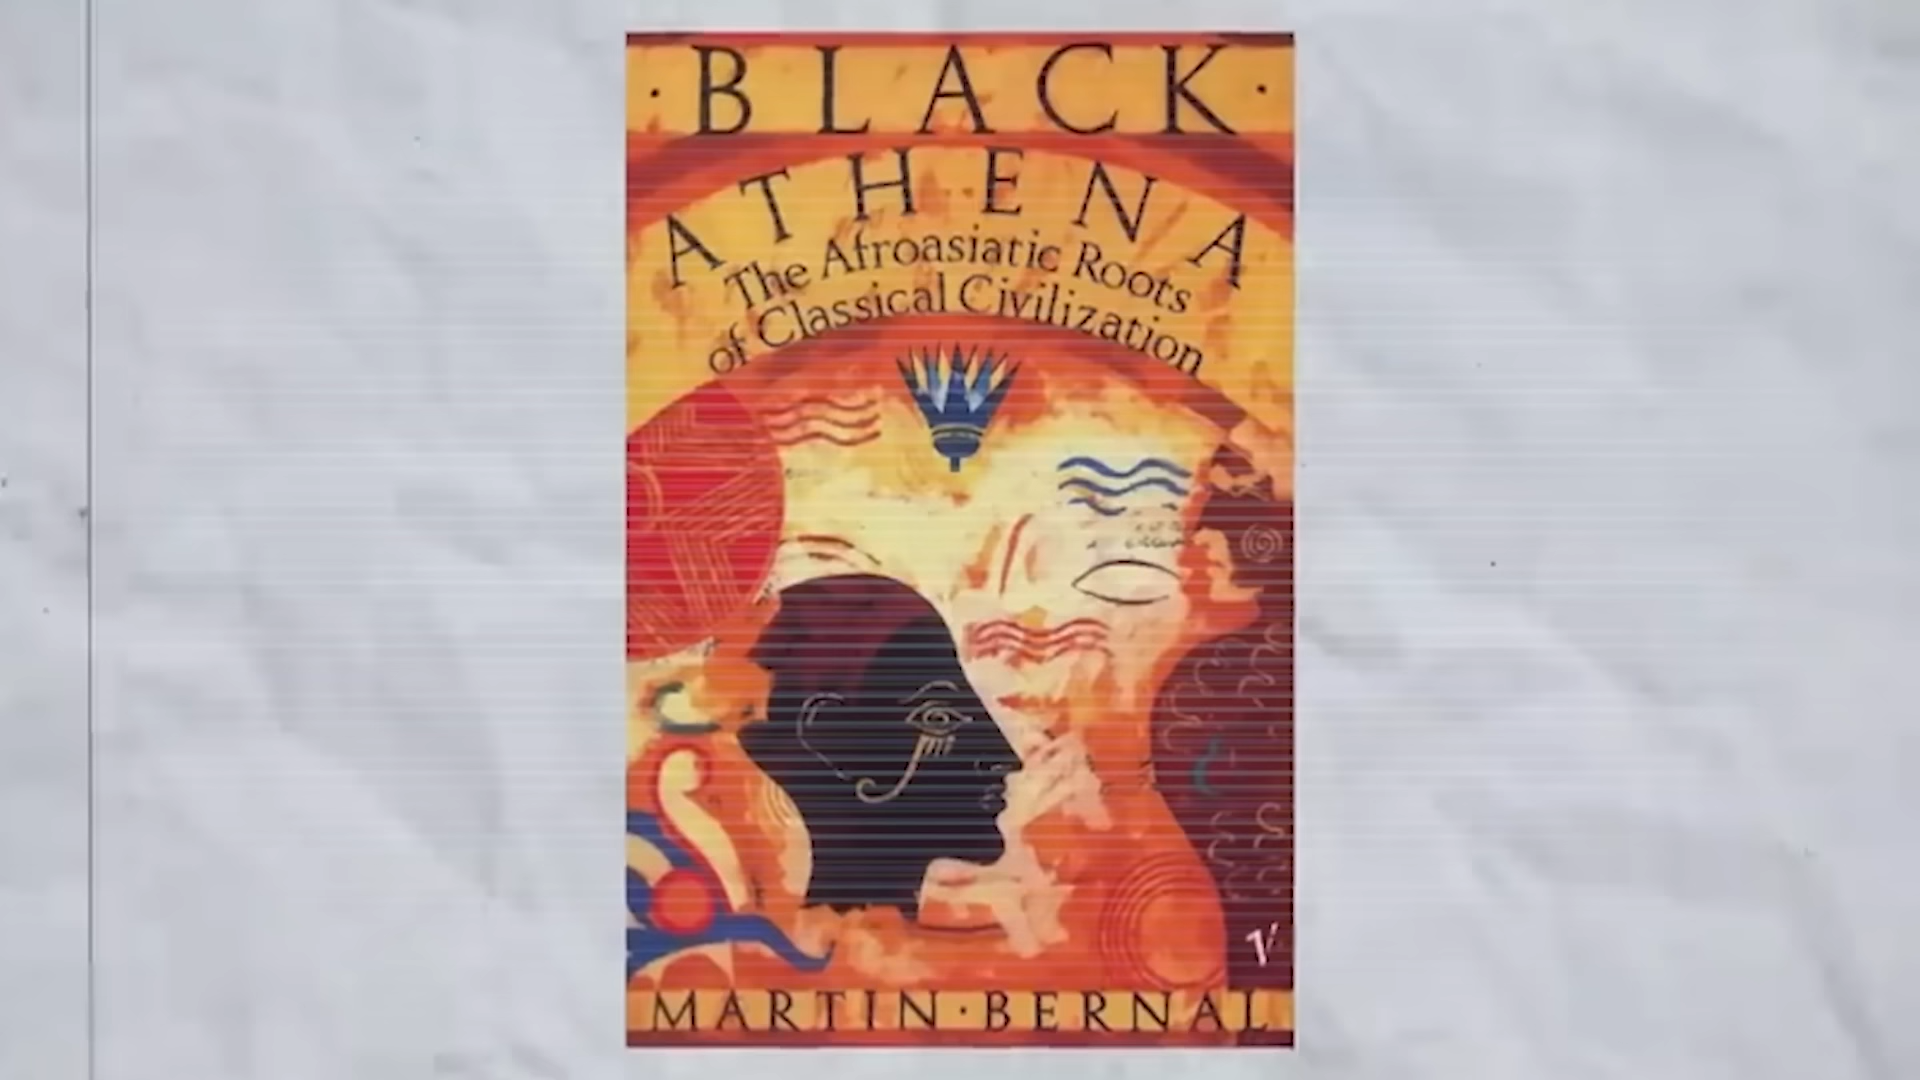 ·BLACK·
ATHENA
The Afroasiatic Roots
of Classical Civilization
MARTIN·BERNAL